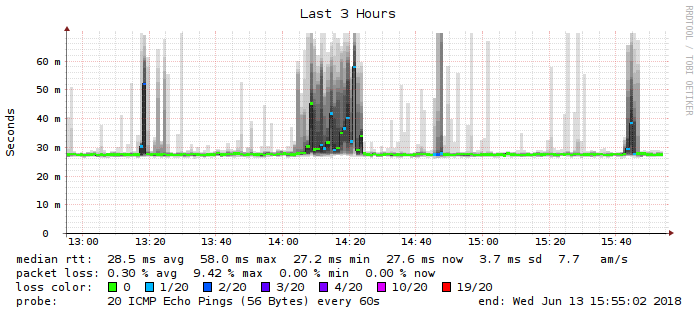 Last 3 Hours
RRDTOOL / TOBI OETIKER
Seconds
60 m
50 m
40 m
30 m
20 m
10 m
0
13:00 13:20 13:40 14:00 14:20 14:40 15:00 15:20 15:40
median rtt: 28.5 ms avg 58.0 ms max 27.2 ms min 27.6 ms now 3.7 ms sd 7.7 am/s
packet loss: 0.30 % avg 9.42 % max 0.00 % min 0.00 % now
loss color: 0 1/20 2/20 3/20 4/20 10/20 19/20
probe: 20 ICMP Echo Pings (56 Bytes) every 60s end: Wed Jun 13 15:55:02 2018